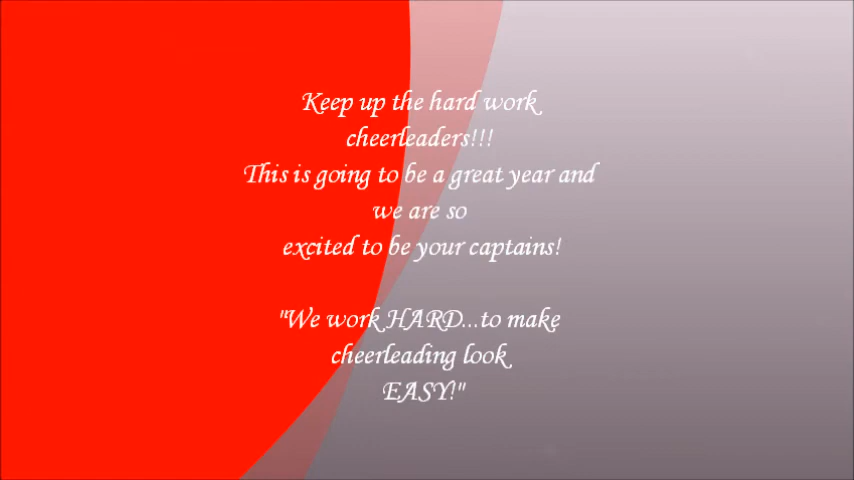 Keep up the hard work
cheerleaders!!!
This is going to be a great year and
we are so
excited to be your captains!
"We work HARD...to make
cheerleading look
EASY!"